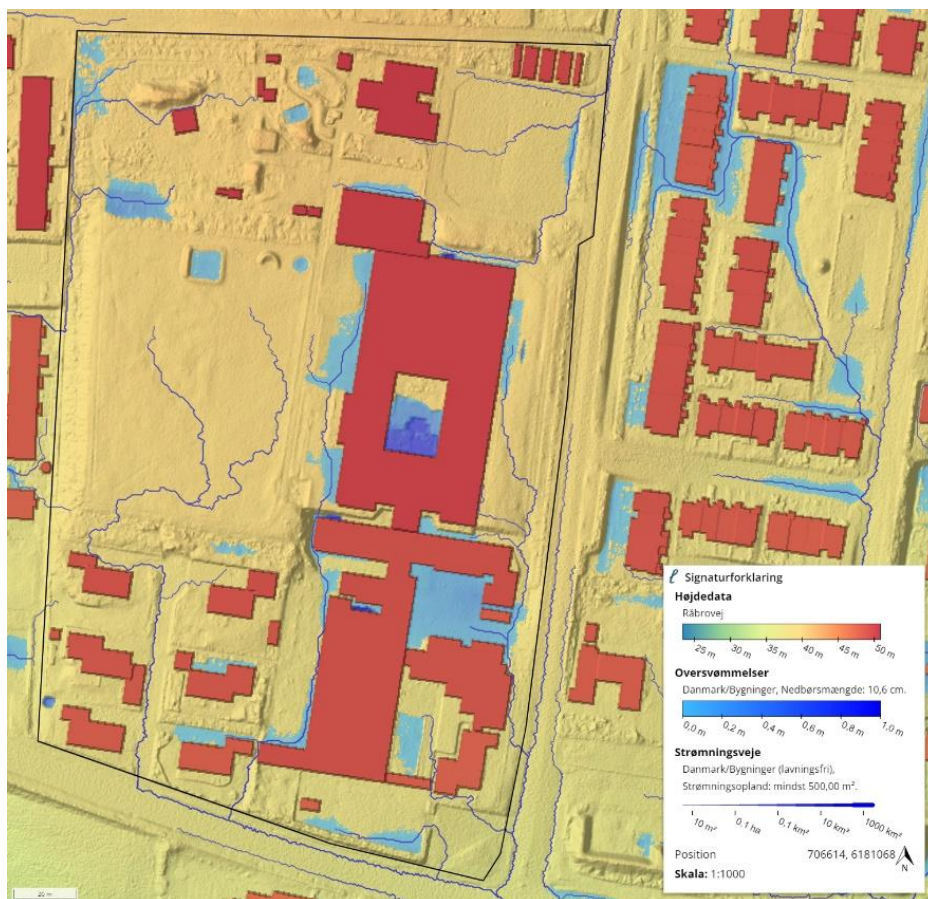 Signaturforklaring
Højdedata
Råbrovej
25 m 30 m 35 m 40 m 45 m 50 m
Oversvømmelser
Danmark/Bygninger, Nedbørsmængde: 10,6 cm.
0,0 m 0,2 m 0,4 m 0,6 m 0,8 m 1,0 m
Strømningsveje
Danmark/Bygninger (lavningsfri),
Strømningsopland: mindst 500,00 m².
10 m² 0,1 ha 0,1 km² 10 km² 1000 km²
Position 706614, 6181068
Skala: 1:1000
20 m